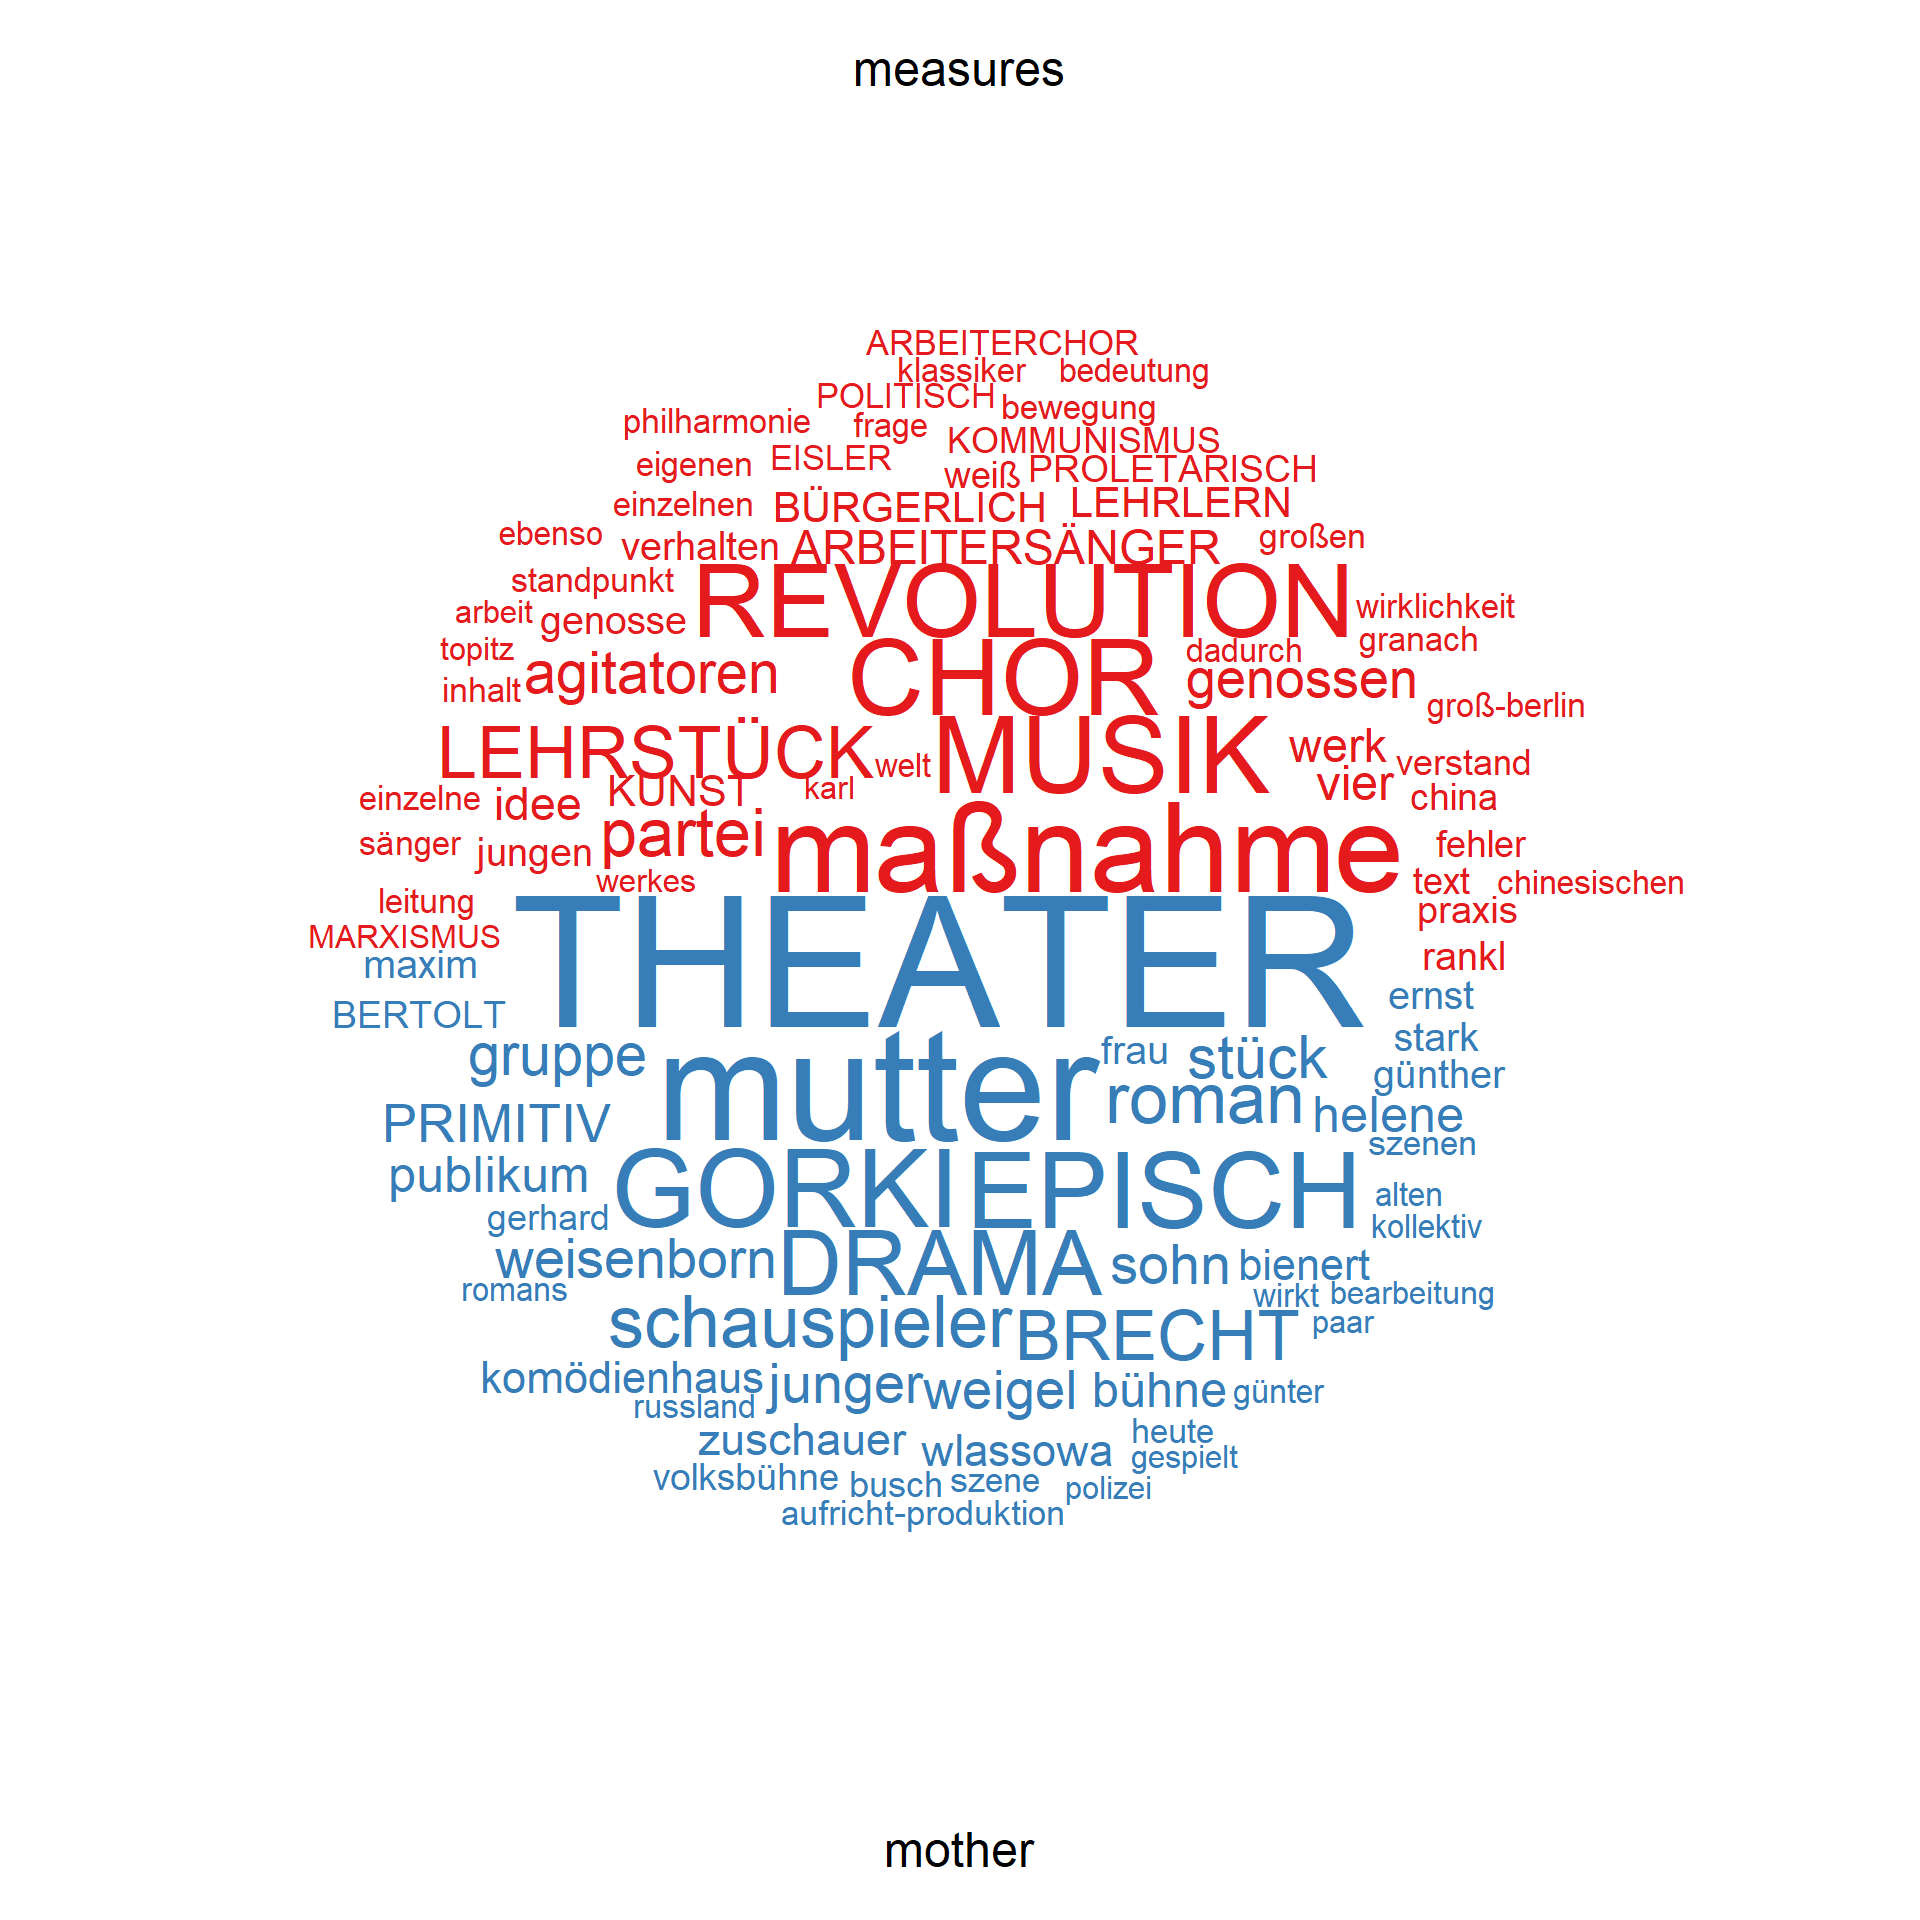 measures
ARBEITERCHOR
klassiker bedeutung
POLITISCH bewegung
philharmonie frage KOMMUNISMUS
eigenen EISLER weiß PROLETARISCH
einzelnen BÜRGERLICH LEHRLERN
ebenso verhalten ARBEITERSÄNGER großen
standpunkt REVOLUTION wirklichkeit
arbeit genosse granach
topitz agitatoren CHOR dadurch genossen
inhalt groß-berlin
LEHRSTÜCK welt MUSIK werk verstand
einzelne idee KUNST karl vier china
sänger jungen partei maßnahme fehler
werkes text chinesischen
leitung praxis
MARXISMUS THEATER rankl
maxim ernst
BERTOLT stark
gruppe mutter frau stück günther
PRIMITIV roman helene
szenen
publikum GORKI EPISCH alten
gerhard kollektiv
weisenborn DRAMA sohn bienert
romans wirkt bearbeitung
schauspieler BRECHT paar
komödienhaus junger weigel bühne günter
russland
zuschauer wlassowa heute
gespielt
volksbühne busch szene polizei
aufricht-produktion
mother